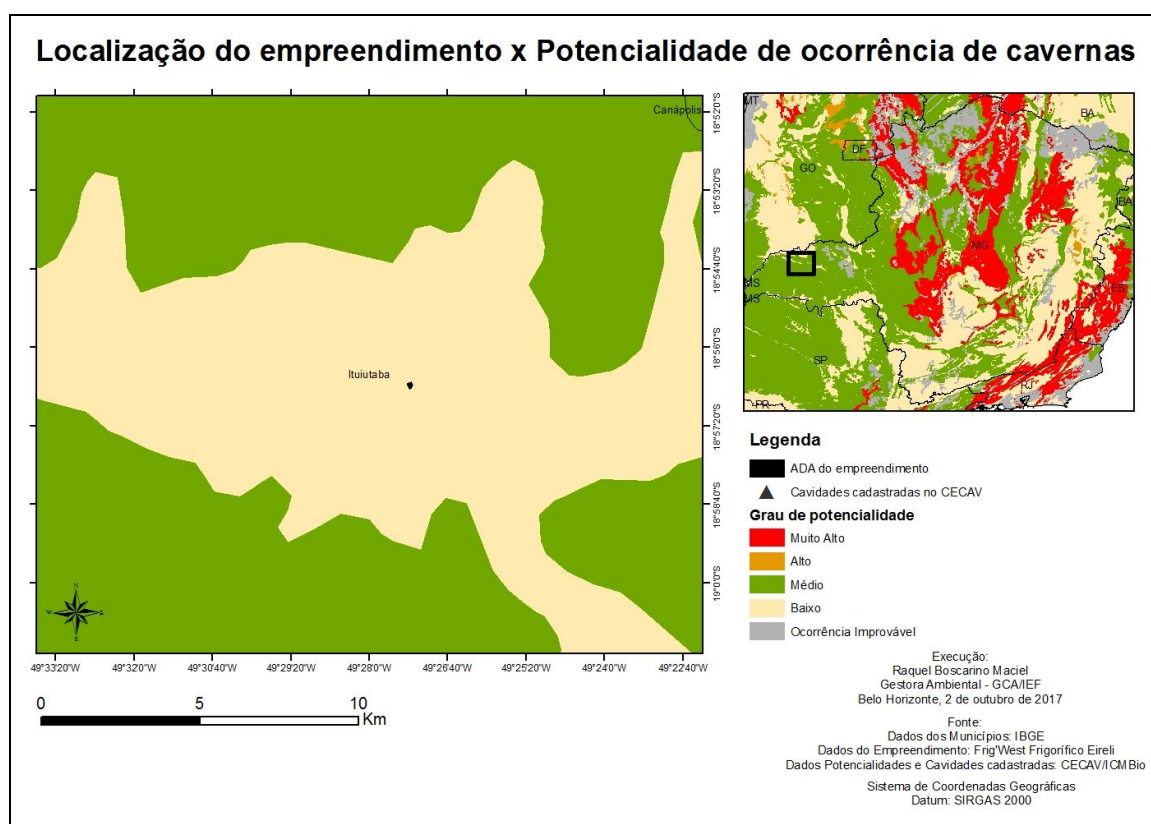 Localização do empreendimento x Potencialidade de ocorrência de cavernas
Canápolis
Ituiutaba
18°52'0"S
18°53'20"S
18°54'40"S
18°56'0"S
18°57'20"S
18°58'40"S
19°0'0"S
N
W
E
S
49°33'20"W
49°32'0"W
49°30'40"W
49°29'20"W
49°28'0"W
49°26'40"W
49°25'20"W
49°24'0"W
49°22'40"W
0
5
10
Km
MT
BA
DF
GO
BA
MG
MS
MS
ES
SP
RJ
PR
Legenda
ADA do empreendimento
Cavidades cadastradas no CECAV
Grau de potencialidade
Muito Alto
Alto
Médio
Baixo
Ocorrência Improvável
Execução:
Raquel Boscarino Maciel
Gestora Ambiental - GCA/IEF
Belo Horizonte, 2 de outubro de 2017
Fonte:
Dados dos Municípios: IBGE
Dados do Empreendimento: Frig'West Frigorífico Eireli
Dados Potencialidades e Cavidades cadastradas: CECAV/ICMBio
Sistema de Coordenadas Geográficas
Datum: SIRGAS 2000